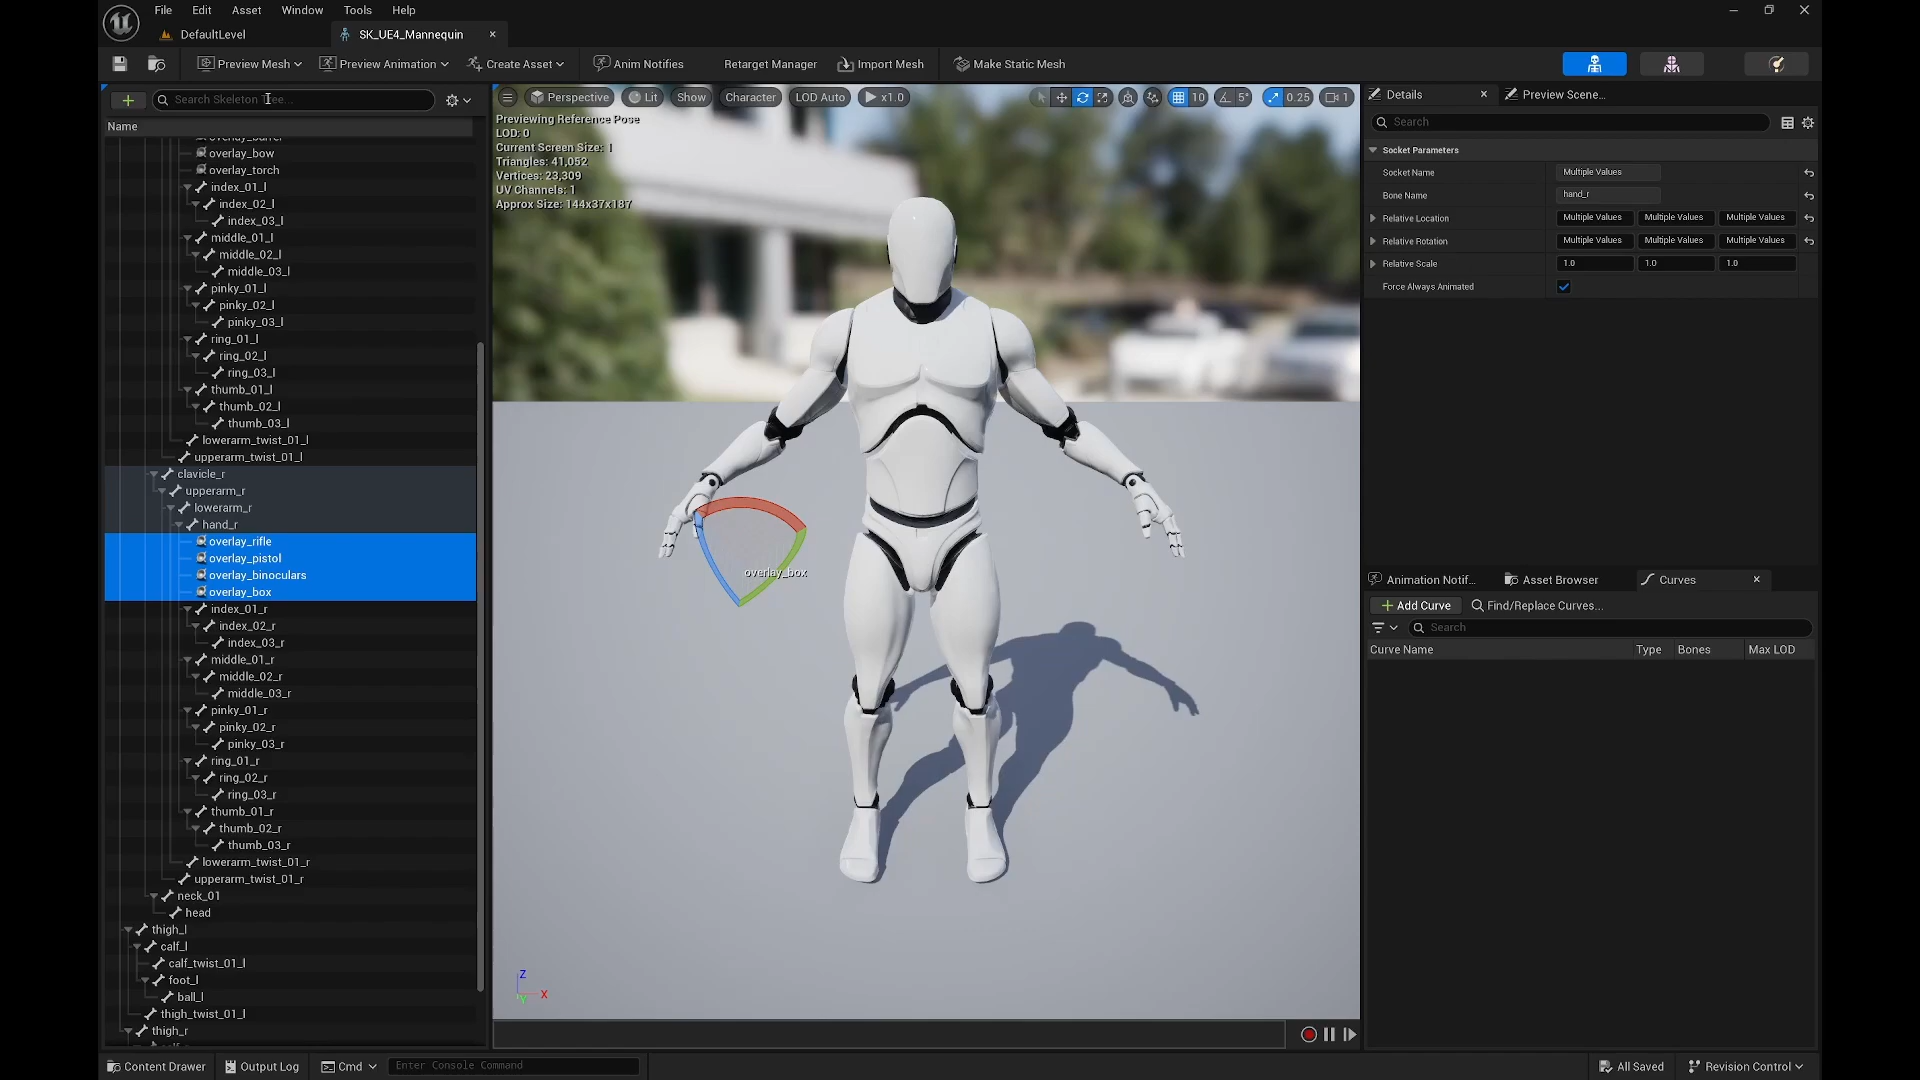 File Edit Asset Window Tools Help
DefaultLevel
SK_UE4_Mannequin
Preview Mesh
Preview Animation
Create Asset
Anim Notifies
Retarget Manager
Import Mesh
Make Static Mesh
Search Skeleton Tree...
Name
overlay_barrel
overlay_bow
overlay_torch
index_01_l
index_02_l
index_03_l
middle_01_l
middle_02_l
middle_03_l
pinky_01_l
pinky_02_l
pinky_03_l
ring_01_l
ring_02_l
ring_03_l
thumb_01_l
thumb_02_l
thumb_03_l
lowerarm_twist_01_l
upperarm_twist_01_l
clavicle_r
upperarm_r
lowerarm_r
hand_r
overlay_rifle
overlay_pistol
overlay_binoculars
overlay_box
index_01_r
index_02_r
index_03_r
middle_01_r
middle_02_r
middle_03_r
pinky_01_r
pinky_02_r
pinky_03_r
ring_01_r
ring_02_r
ring_03_r
thumb_01_r
thumb_02_r
thumb_03_r
lowerarm_twist_01_r
upperarm_twist_01_r
neck_01
head
thigh_l
calf_l
calf_twist_01_l
foot_l
ball_l
thigh_twist_01_l
thigh_r
Perspective Lit Show Character LOD Auto x1.0 10 5° 0.25 1
Previewing Reference Pose
LOD: 0
Current Screen Size: 1
Triangles: 41,052
Vertices: 23,309
UV Channels: 1
Approx Size: 144x37x187
overlay_box
Z
X
Y
Details
Preview Scene...
Search
Socket Parameters
Socket Name Multiple Values
Bone Name hand_r
Relative Location Multiple Values Multiple Values Multiple Values
Relative Rotation Multiple Values Multiple Values Multiple Values
Relative Scale 1.0 1.0 1.0
Force Always Animated
Animation Notif... Asset Browser Curves
Add Curve Find/Replace Curves...
Search
Curve Name Type Bones Max LOD
Content Drawer Output Log Cmd Enter Console Command All Saved Revision Control